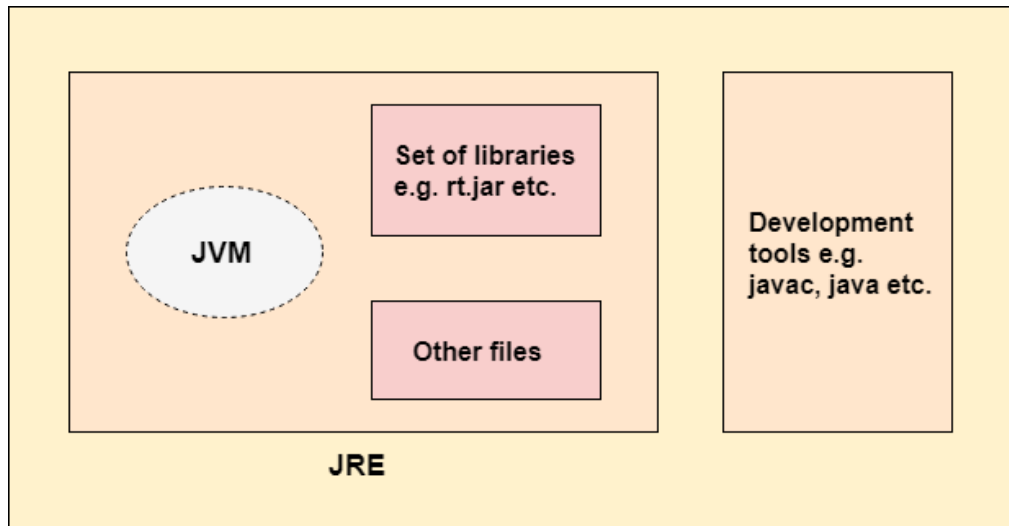 Set of libraries
e.g. rt.jar etc.
JVM
Other files
JRE
Development
tools e.g.
javac, java etc.